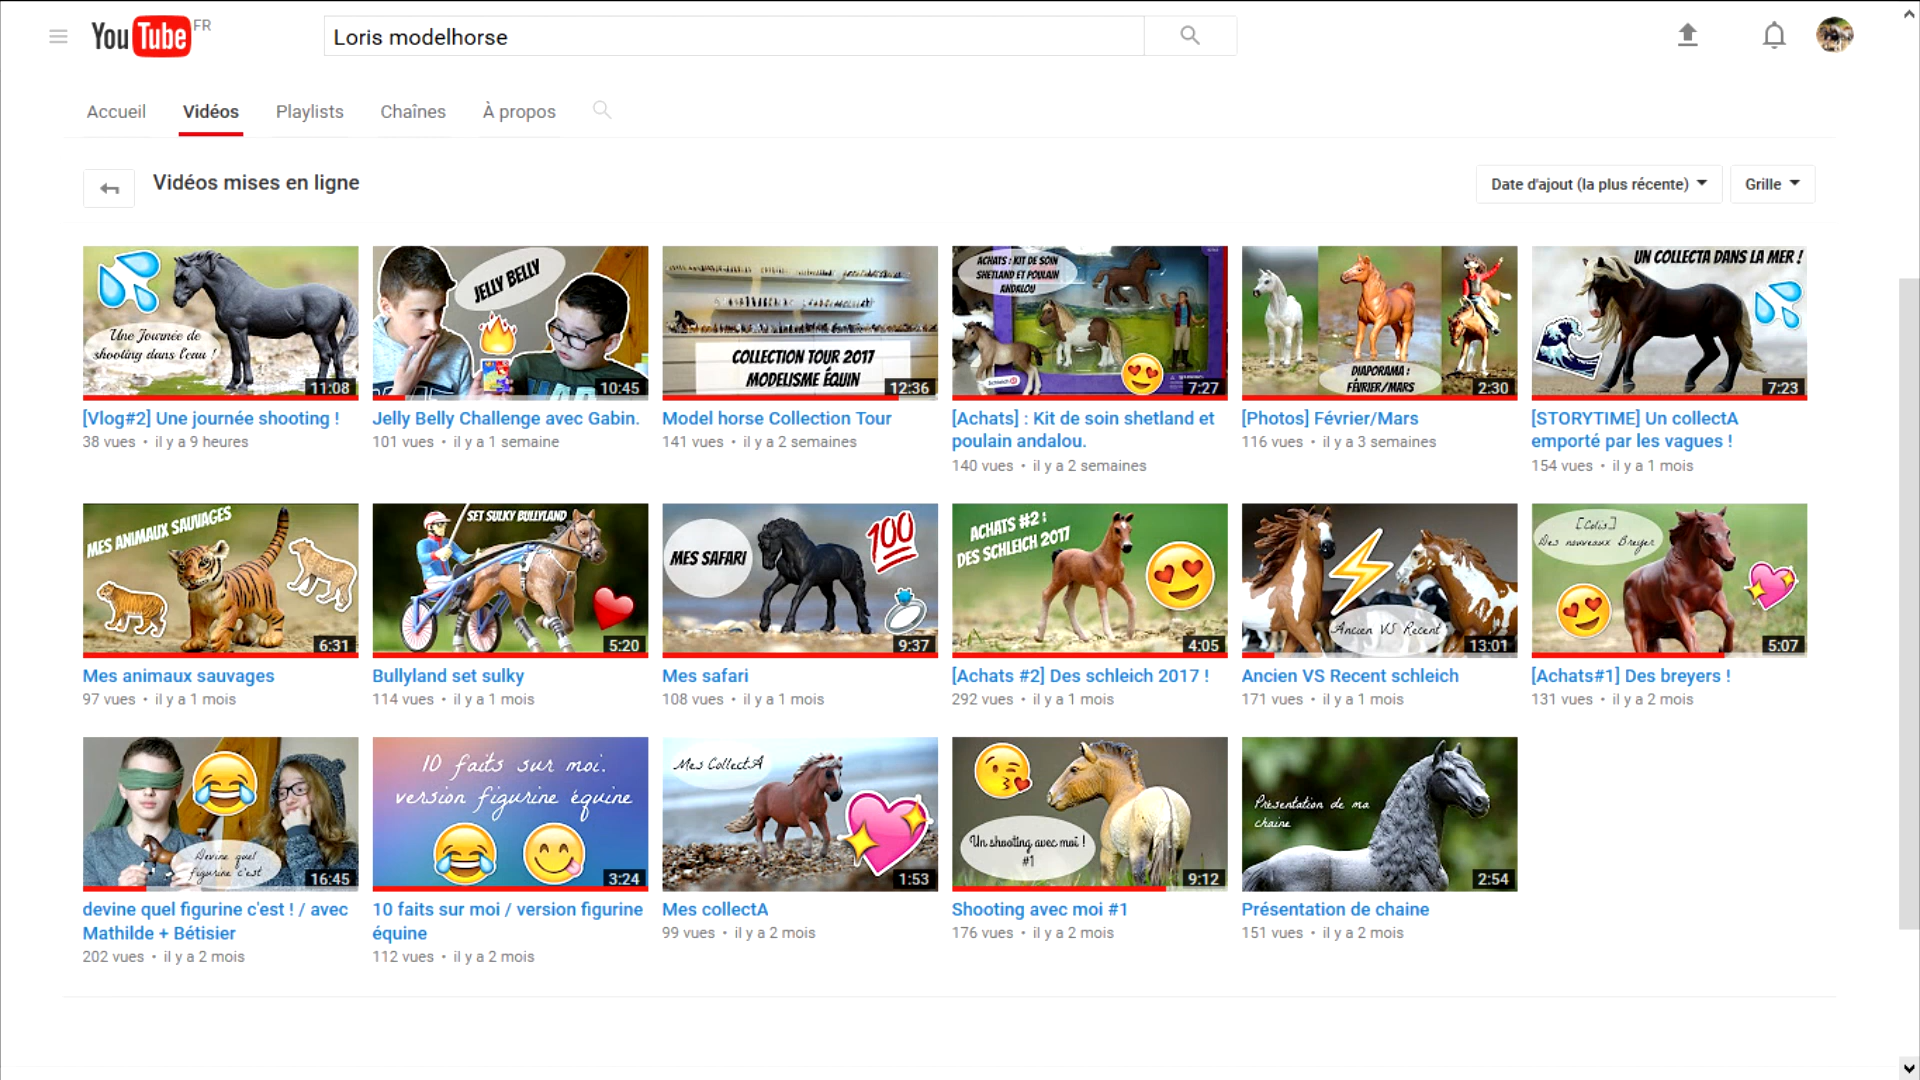 YouTube FR
Loris modelhorse
Accueil Vidéos Playlists Chaînes À propos
Vidéos mises en ligne
Date d'ajout (la plus récente) Grille
Une Journée de
shooting dans l'eau !
11:08
[Vlog#2] Une journée shooting !
38 vues • il y a 9 heures
JELLY BELLY
10:45
Jelly Belly Challenge avec Gabin.
101 vues • il y a 1 semaine
COLLECTION TOUR 2017
MODELISME ÉQUIN
12:36
Model horse Collection Tour
141 vues • il y a 2 semaines
ACHATS : KIT DE SOIN
SHETLAND ET POULAIN
ANDALOU
Schleich
7:27
[Achats] : Kit de soin shetland et
poulain andalou.
140 vues • il y a 2 semaines
DIAPORAMA :
FÉVRIER/MARS
2:30
[Photos] Février/Mars
116 vues • il y a 3 semaines
UN COLLECTA DANS LA MER !
7:23
[STORYTIME] Un collectA
emporté par les vagues !
154 vues • il y a 1 mois
MES ANIMAUX SAUVAGES
6:31
Mes animaux sauvages
97 vues • il y a 1 mois
SET SULKY BULLYLAND
5:20
Bullyland set sulky
114 vues • il y a 1 mois
MES SAFARI
100
9:37
Mes safari
108 vues • il y a 1 mois
ACHATS #2 :
DES SCHLEICH 2017
4:05
[Achats #2] Des schleich 2017 !
292 vues • il y a 1 mois
Ancien VS Recent
13:01
Ancien VS Recent schleich
171 vues • il y a 1 mois
[Colis]
Des nouveaux Breyer
5:07
[Achats#1] Des breyers !
131 vues • il y a 2 mois
Devine quel
figurine c'est
16:45
devine quel figurine c'est ! / avec
Mathilde + Bétisier
202 vues • il y a 2 mois
10 faits sur moi.
version figurine équine
3:24
10 faits sur moi / version figurine
équine
112 vues • il y a 2 mois
Mes CollectA
1:53
Mes collectA
99 vues • il y a 2 mois
Un shooting avec moi !
#1
9:12
Shooting avec moi #1
176 vues • il y a 2 mois
Présentation de ma
chaine
2:54
Présentation de chaine
151 vues • il y a 2 mois